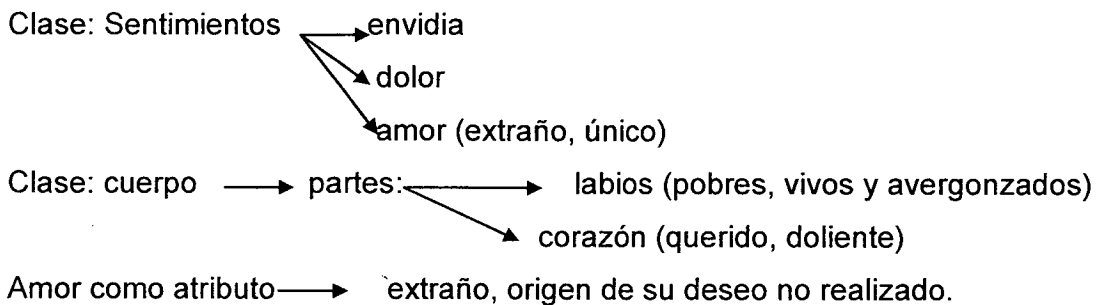 Clase: Sentimientos envidia
dolor
amor (extraño, único)
Clase: cuerpo partes: labios (pobres, vivos y avergonzados)
corazón (querido, doliente)
Amor como atributo extraño, origen de su deseo no realizado.